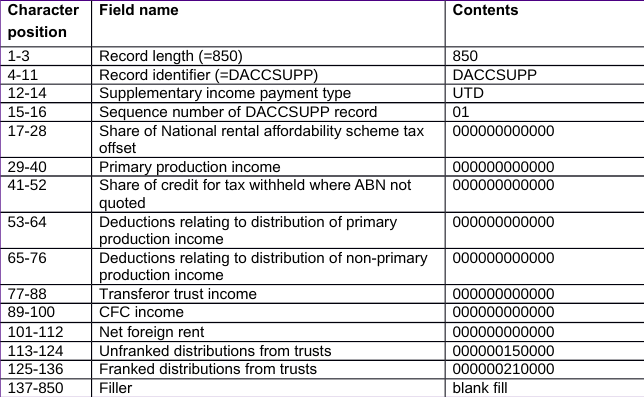 Character Field name Contents
position
1-3 Record length (=850) 850
4-11 Record identifier (=DACCSUPP) DACCSUPP
12-14 Supplementary income payment type UTD
15-16 Sequence number of DACCSUPP record 01
17-28 Share of National rental affordability scheme tax 000000000000
offset
29-40 Primary production income 000000000000
41-52 Share of credit for tax withheld where ABN not 000000000000
quoted
53-64 Deductions relating to distribution of primary 000000000000
production income
65-76 Deductions relating to distribution of non-primary 000000000000
production income
77-88 Transferor trust income 000000000000
89-100 CFC income 000000000000
101-112 Net foreign rent 000000000000
113-124 Unfranked distributions from trusts 000000150000
125-136 Franked distributions from trusts 000000210000
137-850 Filler blank fill